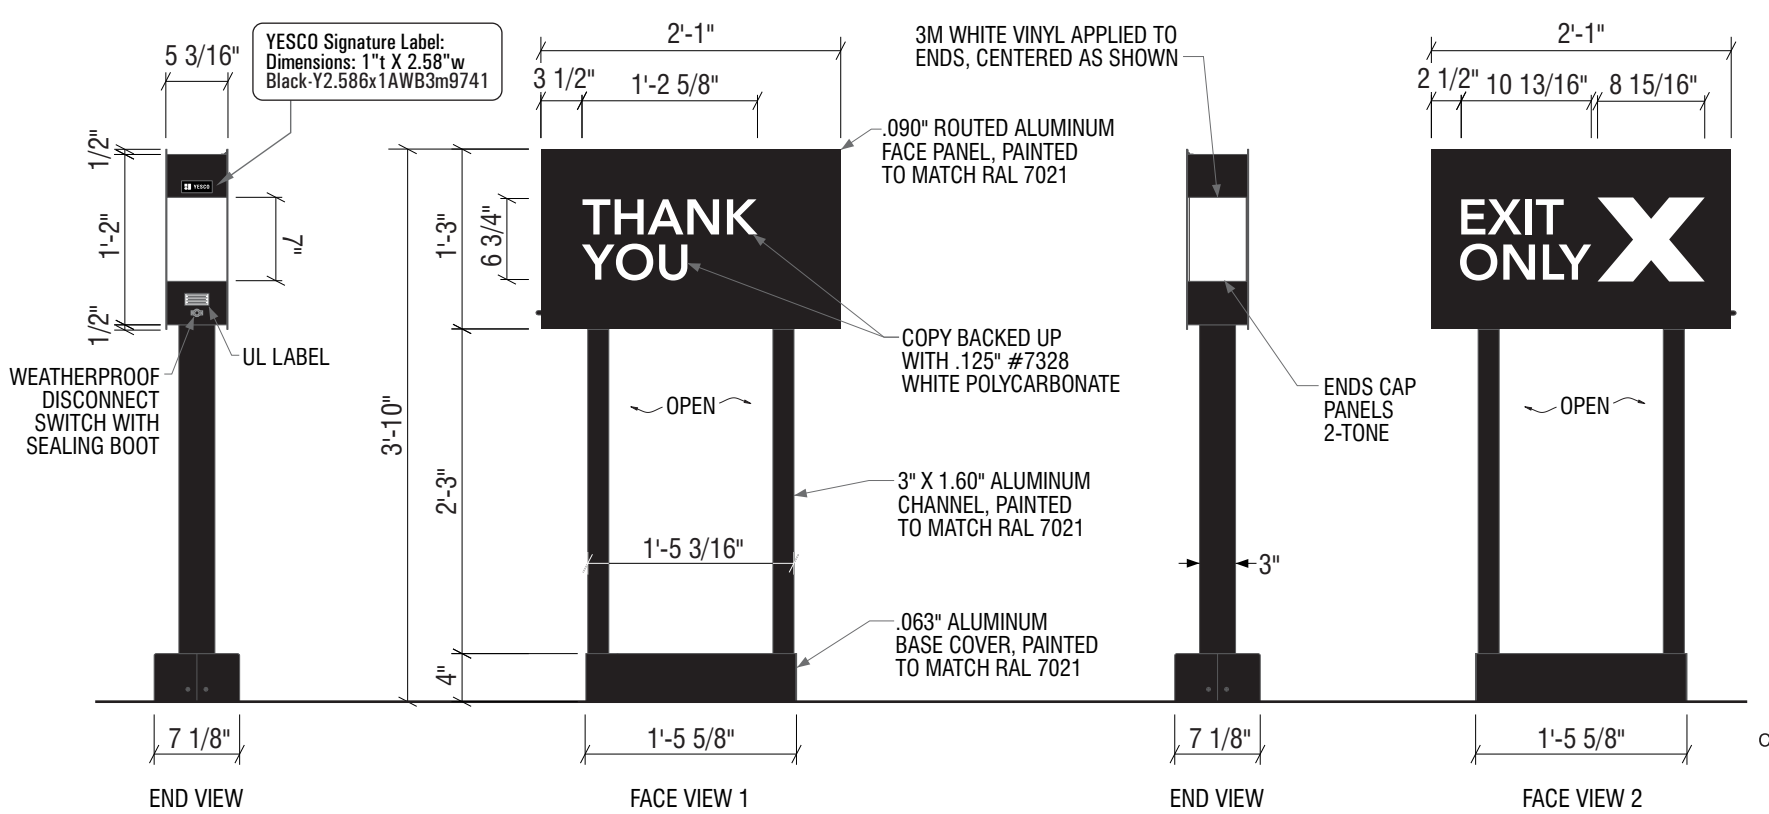 5 3/16"
YESCO Signature Label:
Dimensions: 1"t X 2.58"w
Black-Y2.586x1AWB3m9741
1/2"
1'-2"
1/2"
7"
YESCO
UL LABEL
WEATHERPROOF
DISCONNECT
SWITCH WITH
SEALING BOOT
7 1/8"
END VIEW
2'-1"
3 1/2"
1'-2 5/8"
3'-10"
1'-3"
6 3/4"
2'-3"
4"
THANK
YOU
OPEN
1'-5 3/16"
1'-5 5/8"
FACE VIEW 1
.090" ROUTED ALUMINUM
FACE PANEL, PAINTED
TO MATCH RAL 7021
COPY BACKED UP
WITH .125" #7328
WHITE POLYCARBONATE
3" X 1.60" ALUMINUM
CHANNEL, PAINTED
TO MATCH RAL 7021
.063" ALUMINUM
BASE COVER, PAINTED
TO MATCH RAL 7021
3M WHITE VINYL APPLIED TO
ENDS, CENTERED AS SHOWN
ENDS CAP
PANELS
2-TONE
3"
7 1/8"
END VIEW
2'-1"
2 1/2"
10 13/16"
8 15/16"
EXIT
ONLY
X
OPEN
1'-5 5/8"
FACE VIEW 2